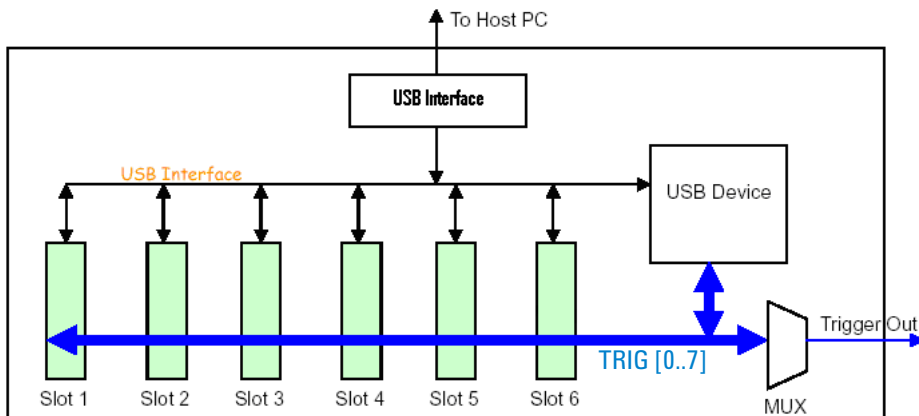 To Host PC
USB Interface
USB Interface
USB Device
Trigger Out
TRIG [0..7]
Slot 1
Slot 2
Slot 3
Slot 4
Slot 5
Slot 6
MUX